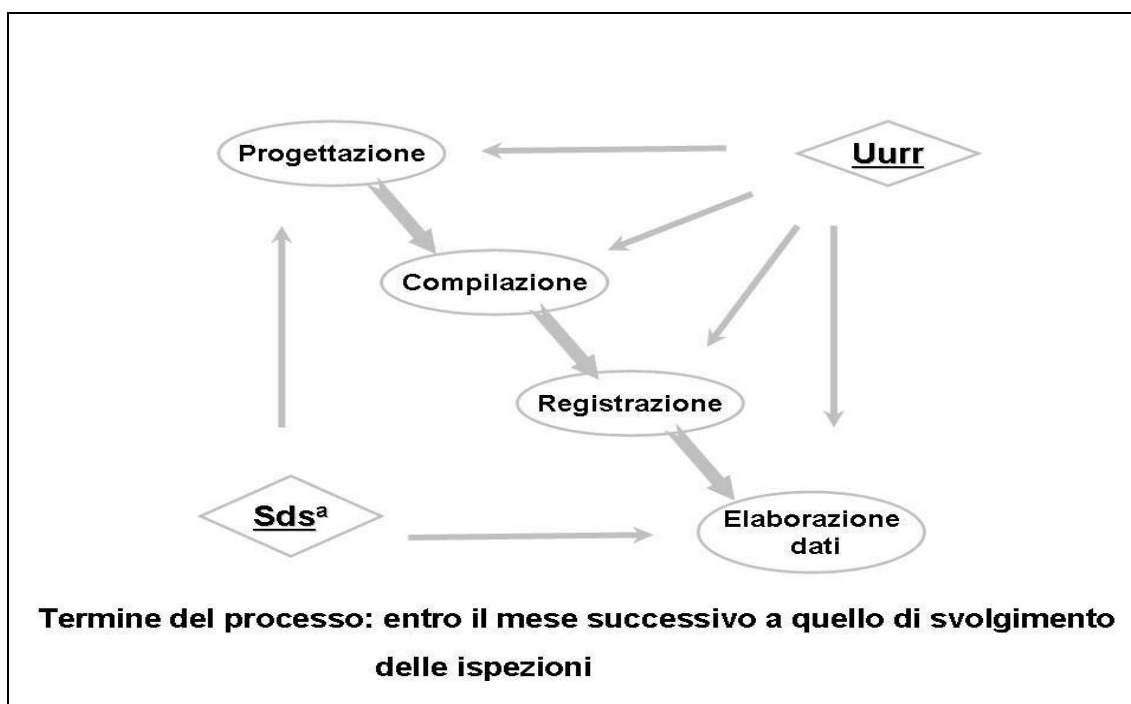 Progettazione
Uurr
Compilazione
Registrazione
Sdsª
Elaborazione
dati
Termine del processo: entro il mese successivo a quello di svolgimento
delle ispezioni